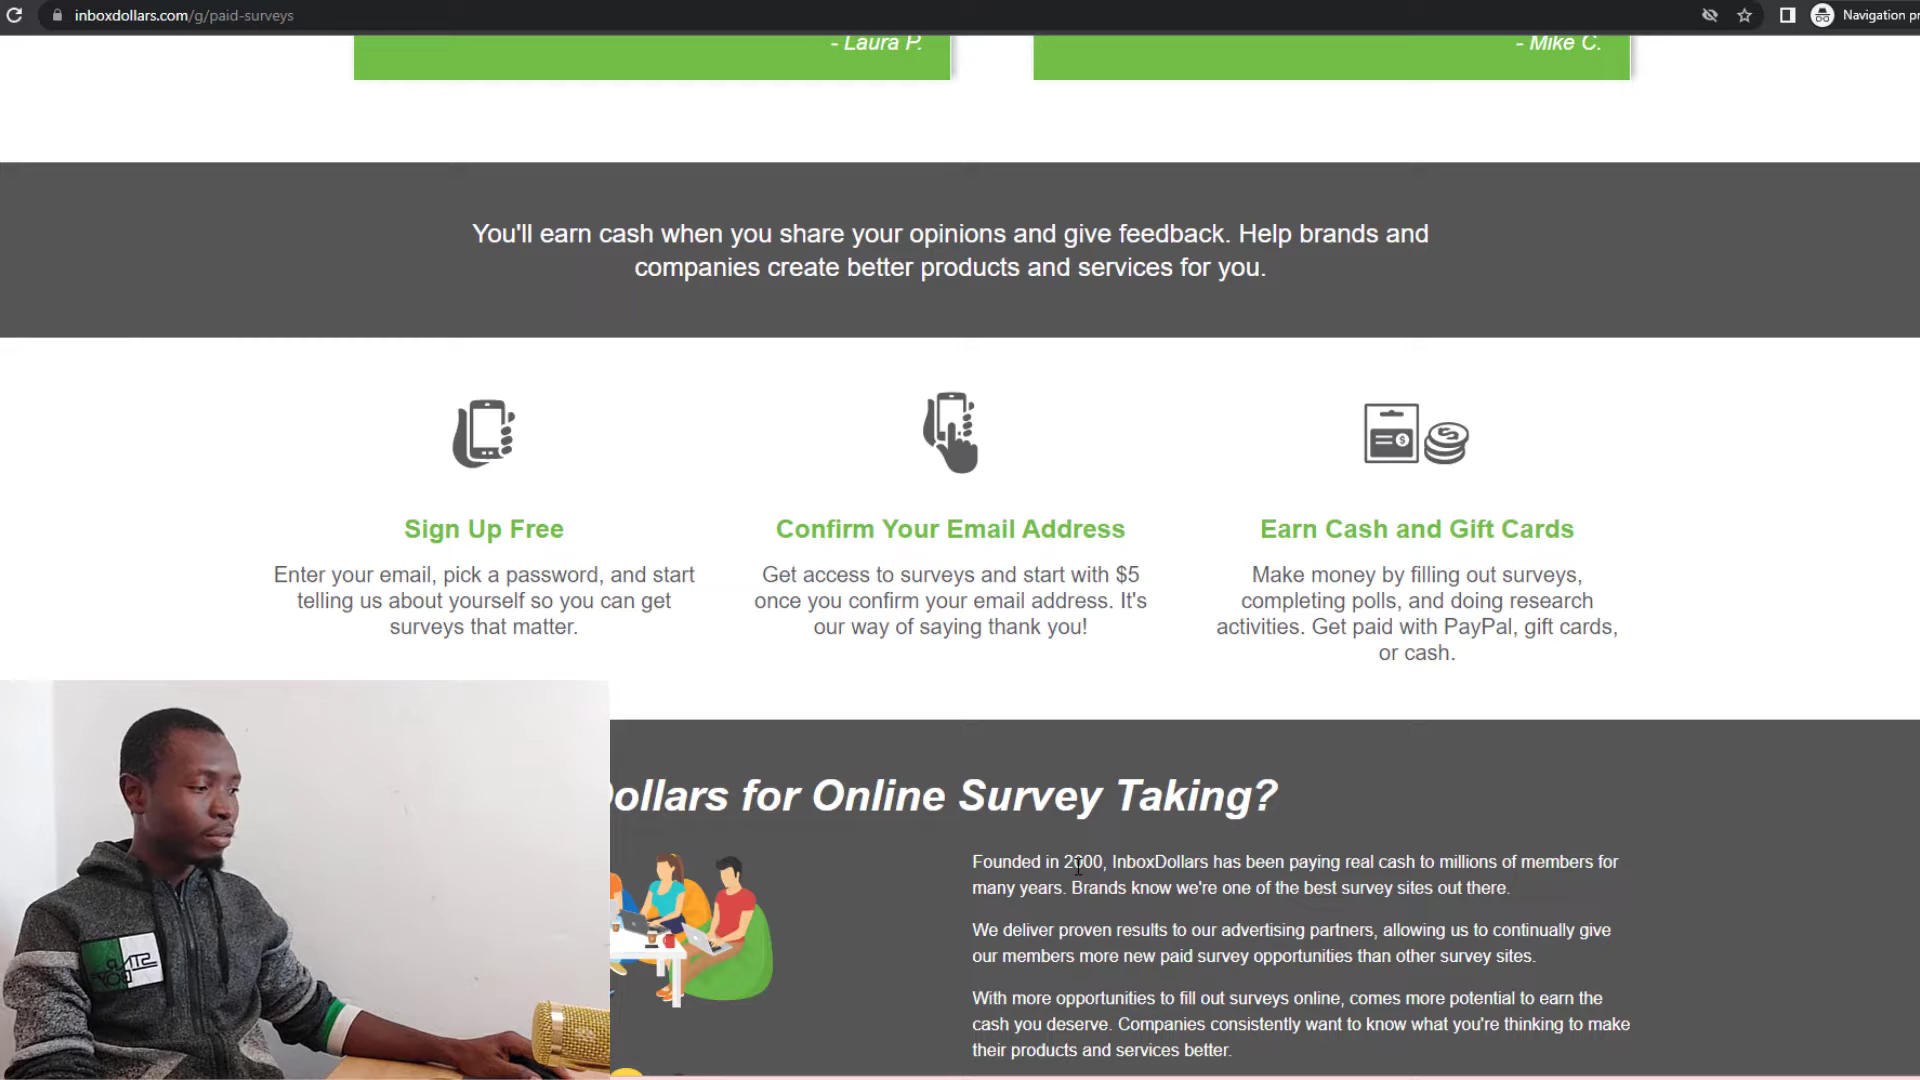 inboxdollars.com/g/paid-surveys
Navigation
- Laura P.
- Mike C.
You'll earn cash when you share your opinions and give feedback. Help brands and
companies create better products and services for you.
Sign Up Free
Enter your email, pick a password, and start
telling us about yourself so you can get
surveys that matter.
Confirm Your Email Address
Get access to surveys and start with $5
once you confirm your email address. It's
our way of saying thank you!
Earn Cash and Gift Cards
Make money by filling out surveys,
completing polls, and doing research
activities. Get paid with PayPal, gift cards,
or cash.
Dollars for Online Survey Taking?
Founded in 2000, InboxDollars has been paying real cash to millions of members for
many years. Brands know we're one of the best survey sites out there.
We deliver proven results to our advertising partners, allowing us to continually give
our members more new paid survey opportunities than other survey sites.
With more opportunities to fill out surveys online, comes more potential to earn the
cash you deserve. Companies consistently want to know what you're thinking to make
their products and services better.